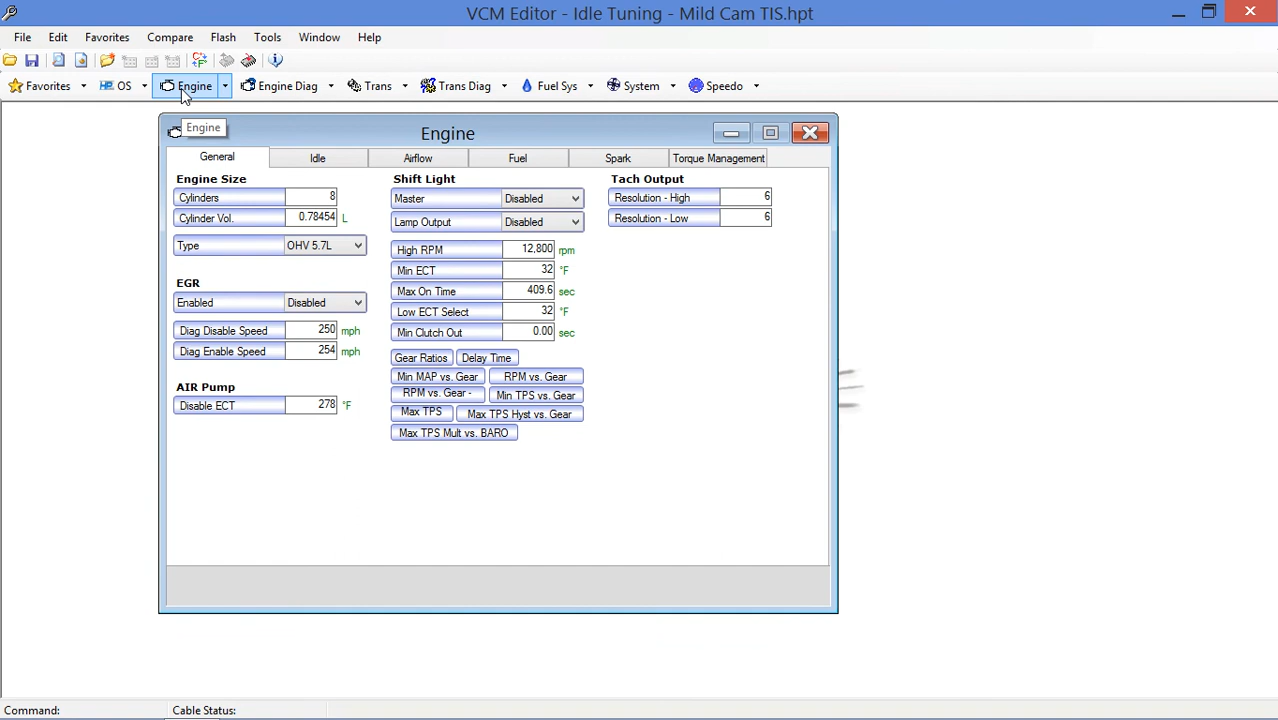 VCM Editor - Idle Tuning - Mild Cam TIS.hpt
File Edit Favorites Compare Flash Tools Window Help
Favorites OS Engine Engine Diag Trans Trans Diag Fuel Sys System Speedo
Engine
Engine
General Idle Airflow Fuel Spark Torque Management
Engine Size
Cylinders 8
Cylinder Vol. 0.78454 L
Type OHV 5.7L
EGR
Enabled Disabled
Diag Disable Speed 250 mph
Diag Enable Speed 254 mph
AIR Pump
Disable ECT 278 °F
Shift Light
Master Disabled
Lamp Output Disabled
High RPM 12,800 rpm
Min ECT 32 °F
Max On Time 409.6 sec
Low ECT Select 32 °F
Min Clutch Out 0.00 sec
Gear Ratios Delay Time
Min MAP vs. Gear RPM vs. Gear
RPM vs. Gear - Min TPS vs. Gear
Max TPS Max TPS Hyst vs. Gear
Max TPS Mult vs. BARO
Tach Output
Resolution - High 6
Resolution - Low 6
Command: Cable Status: